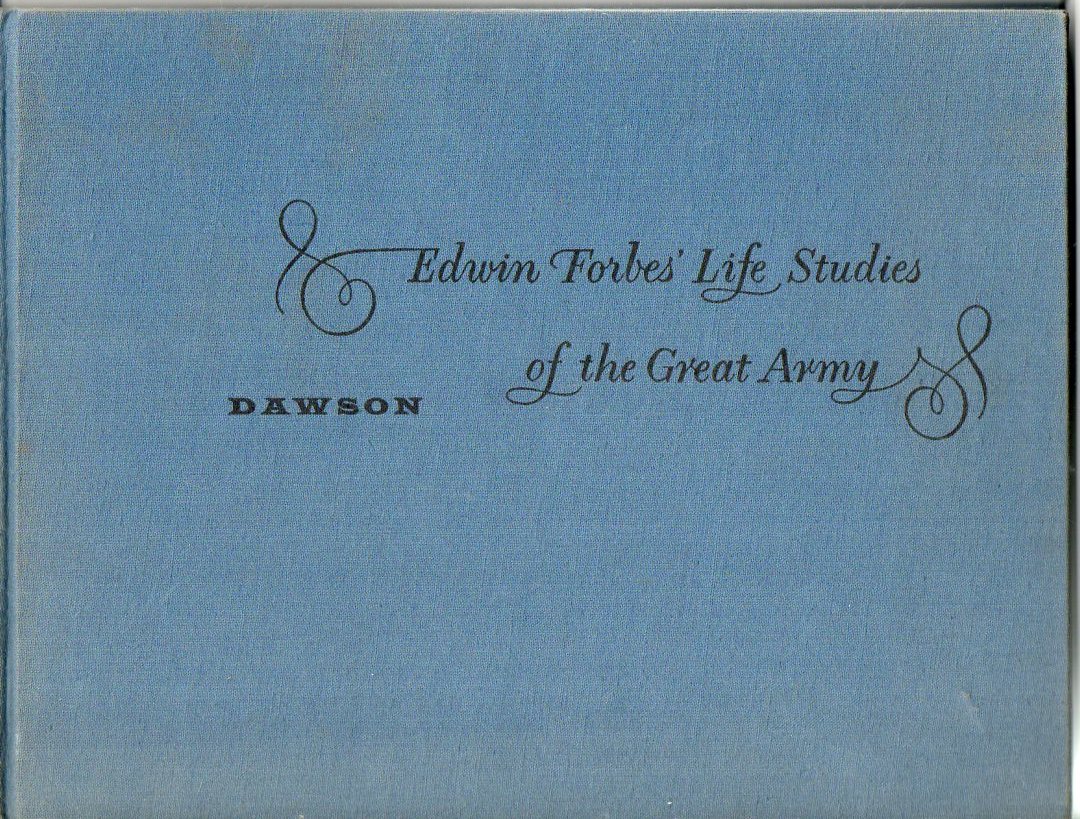 Edwin Forbes' Life Studies
of the Great Army
DAWSON